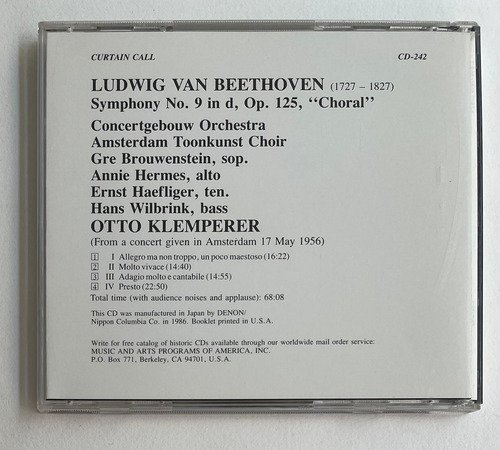 CURTAIN CALL CD-242
LUDWIG VAN BEETHOVEN (1727 – 1827)
Symphony No. 9 in d, Op. 125, “Choral”
Concertgebouw Orchestra
Amsterdam Toonkunst Choir
Gre Brouwenstein, sop.
Annie Hermes, alto
Ernst Haefliger, ten.
Hans Wilbrink, bass
OTTO KLEMPERER
(From a concert given in Amsterdam 17 May 1956)
1 I Allegro ma non troppo, un poco maestoso (16:22)
2 II Molto vivace (14:40)
3 III Adagio molto e cantabile (14:55)
4 IV Presto (22:50)
Total time (with audience noises and applause): 68:08
This CD was manufactured in Japan by DENON/
Nippon Columbia Co. in 1986. Booklet printed in U.S.A.
Write for free catalog of historic CDs available through our worldwide mail order service:
MUSIC AND ARTS PROGRAMS OF AMERICA, INC.
P.O. Box 771, Berkeley, CA 94701, U.S.A.